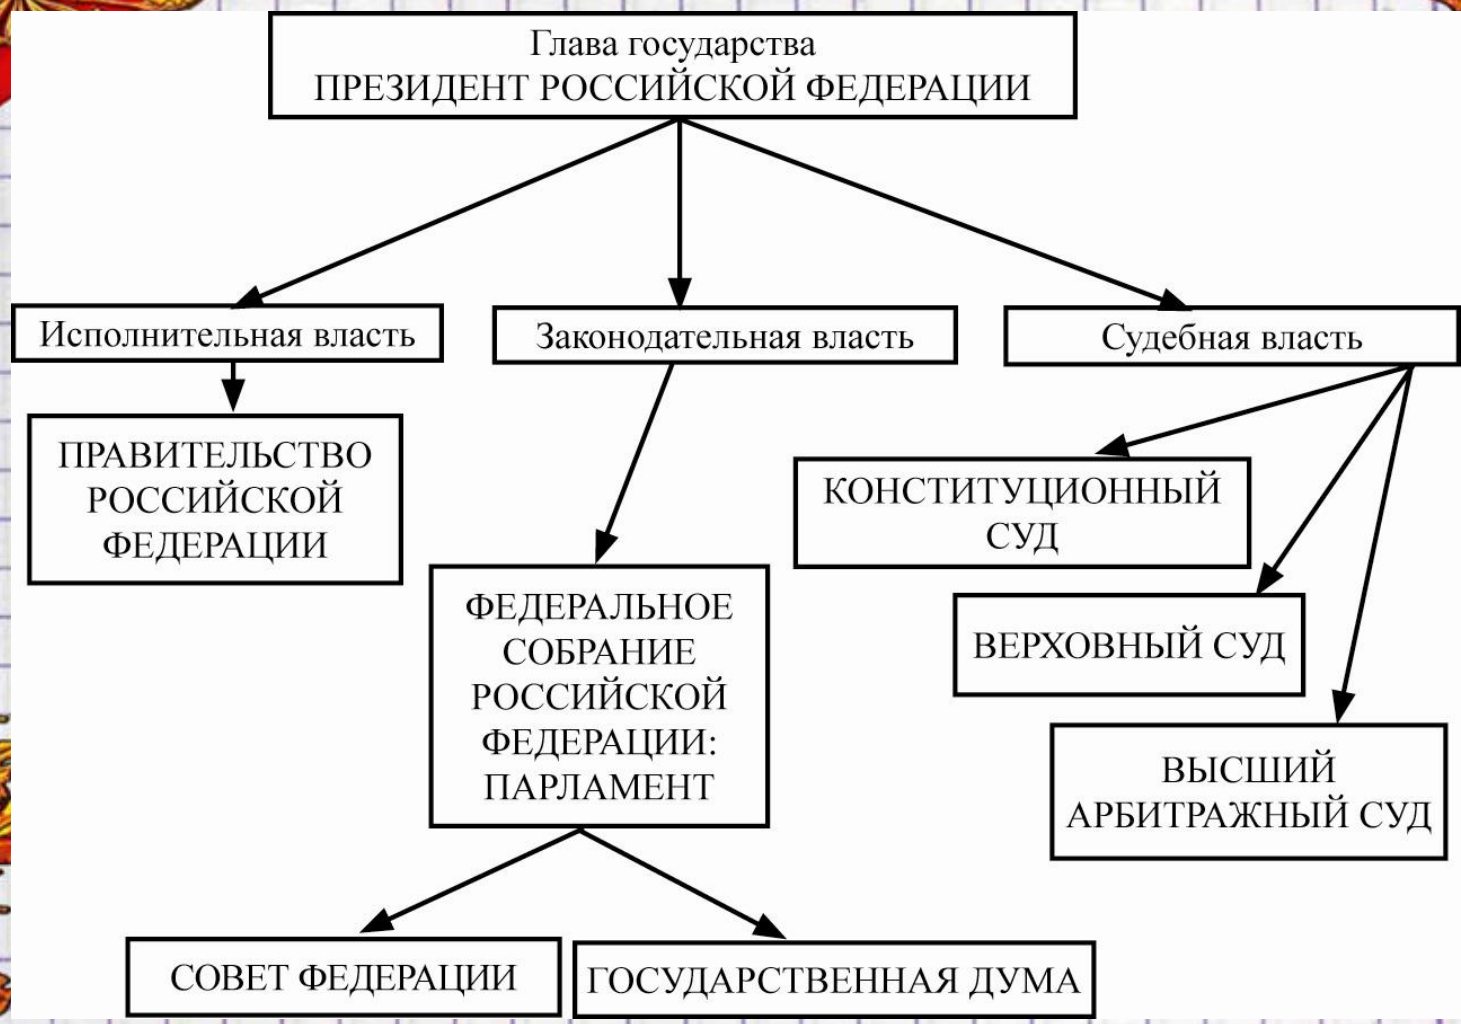 Глава государства
ПРЕЗИДЕНТ РОССИЙСКОЙ ФЕДЕРАЦИИ
Исполнительная власть
Законодательная власть
Судебная власть
ПРАВИТЕЛЬСТВО
РОССИЙСКОЙ
ФЕДЕРАЦИИ
КОНСТИТУЦИОННЫЙ
СУД
ФЕДЕРАЛЬНОЕ
СОБРАНИЕ
РОССИЙСКОЙ
ФЕДЕРАЦИИ:
ПАРЛАМЕНТ
ВЕРХОВНЫЙ СУД
ВЫСШИЙ
АРБИТРАЖНЫЙ СУД
СОВЕТ ФЕДЕРАЦИИ
ГОСУДАРСТВЕННАЯ ДУМА